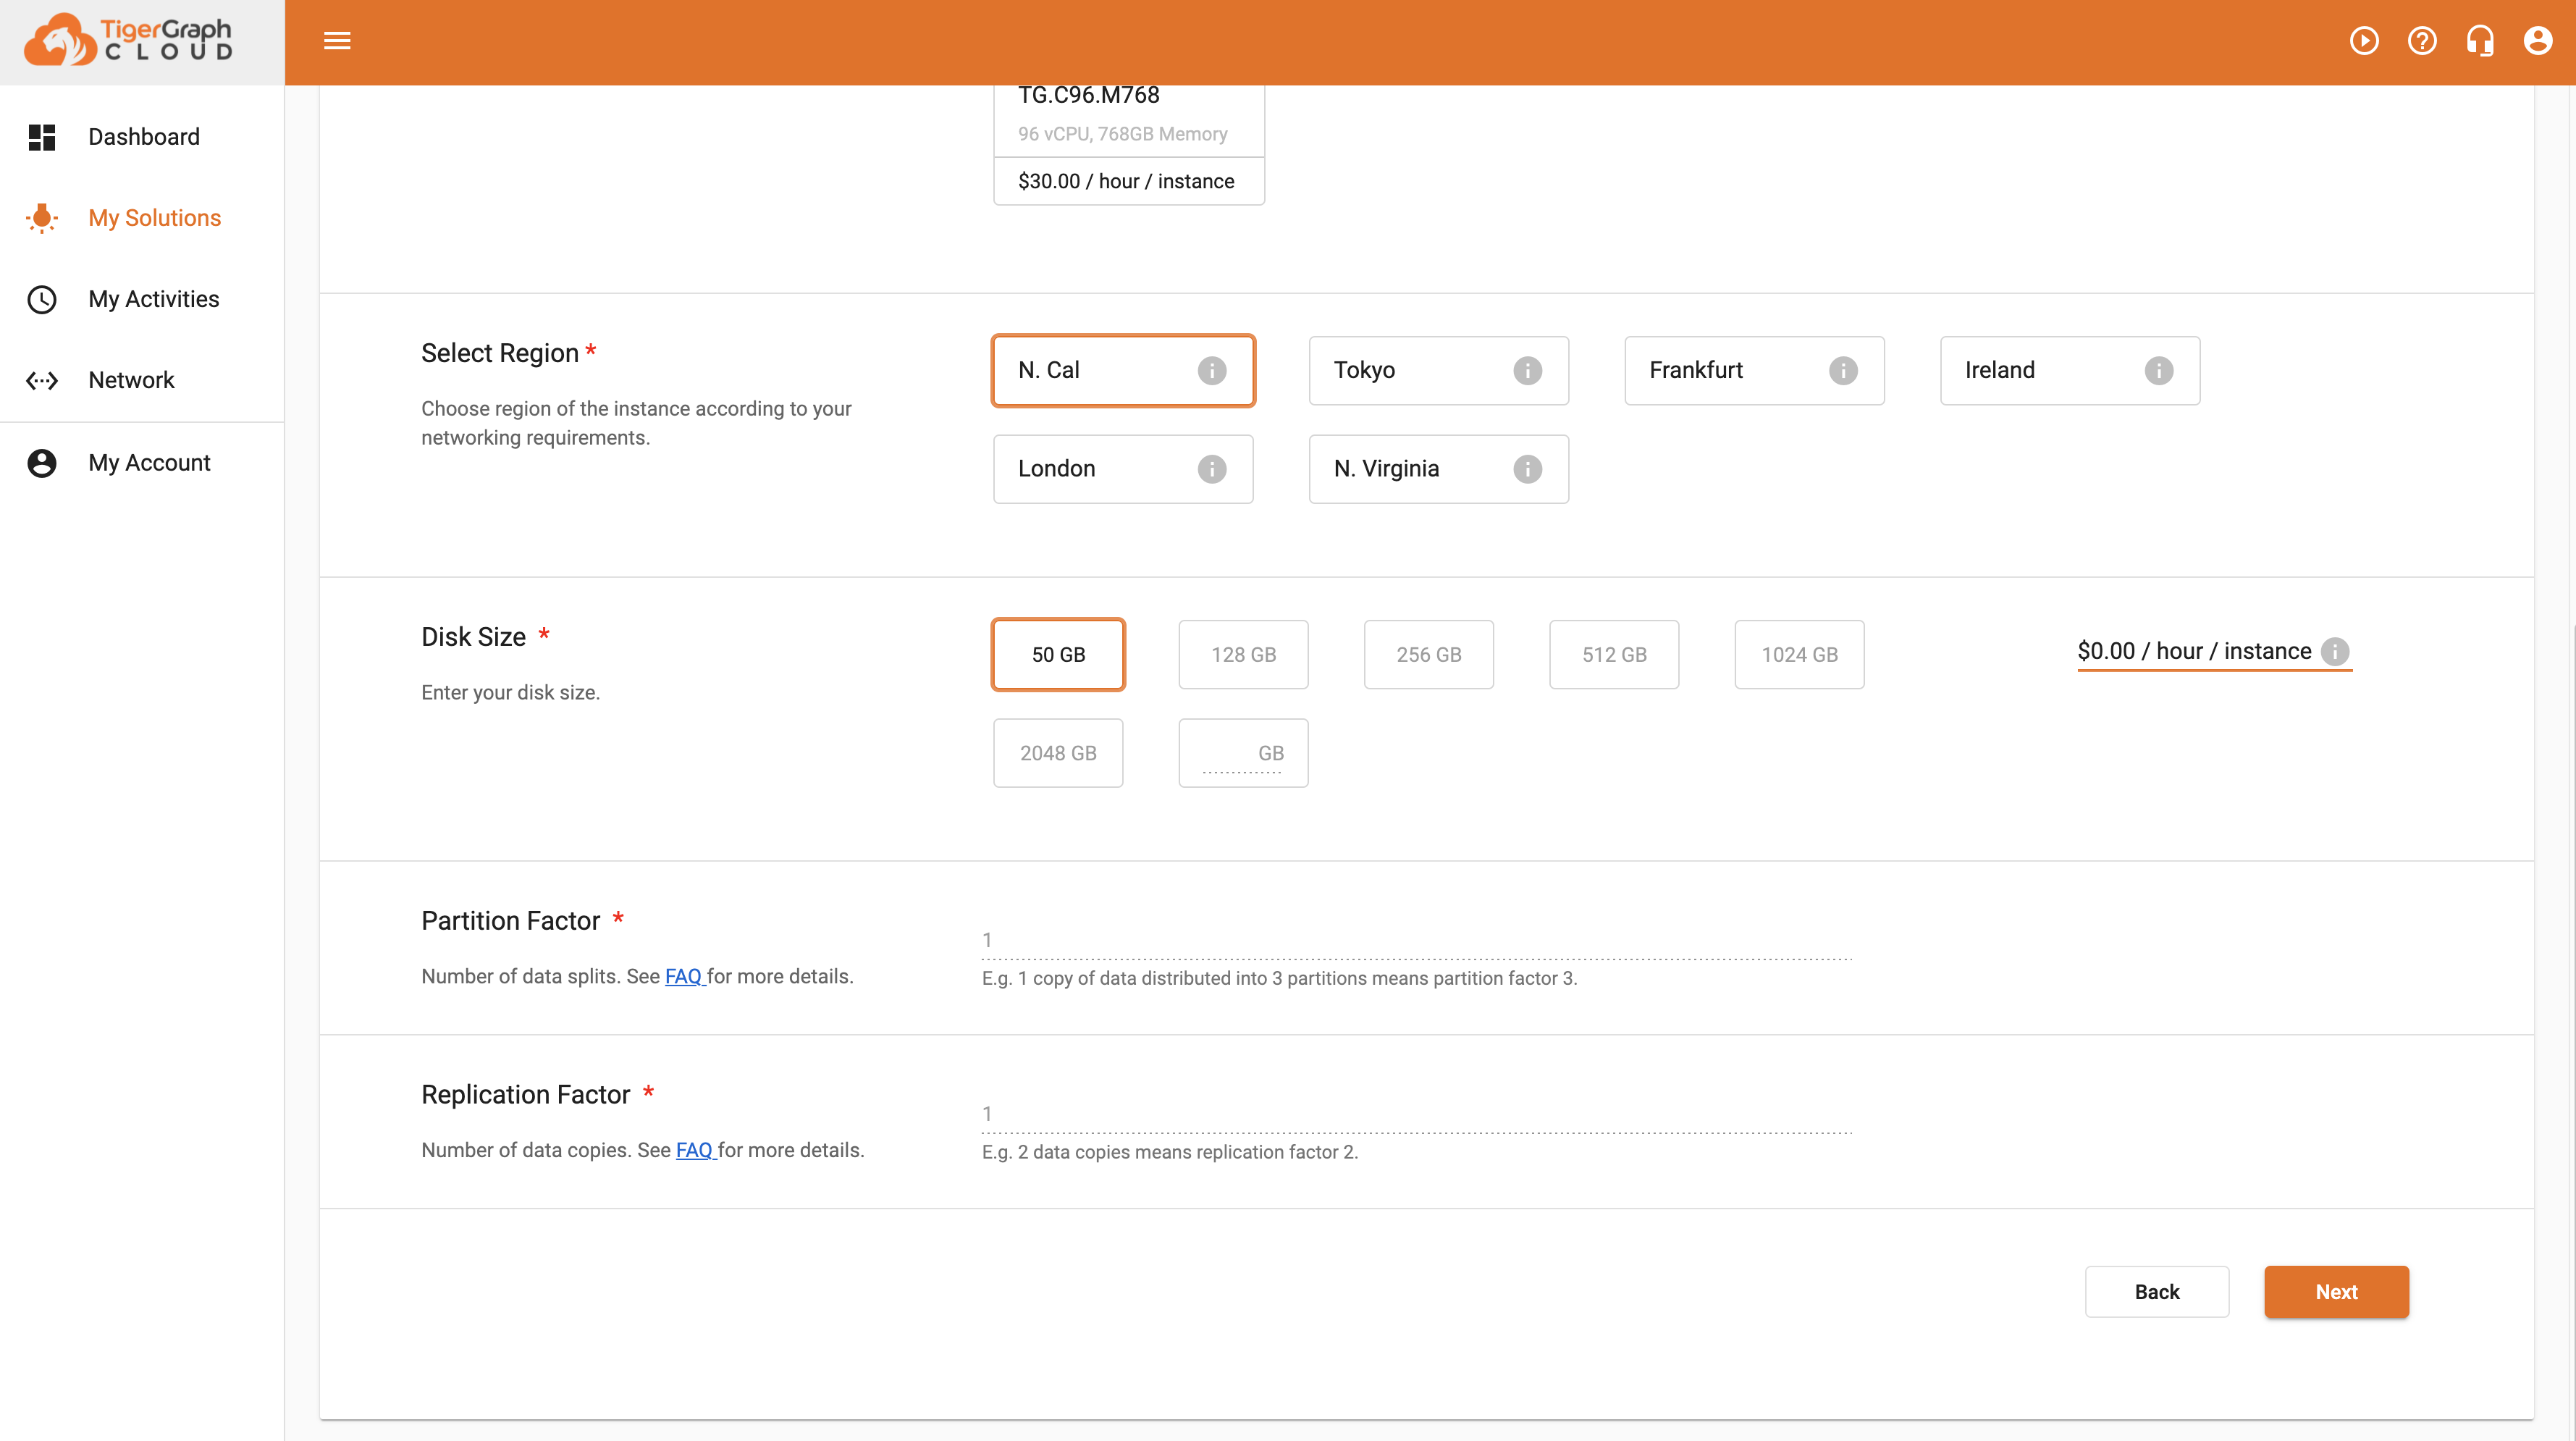 TigerGraph
CLOUD
Dashboard
My Solutions
My Activities
Network
My Account
TG.C96.M768
96 vCPU, 768GB Memory
$30.00 / hour / instance
Select Region *
Choose region of the instance according to your
networking requirements.
N. Cal
Tokyo
Frankfurt
Ireland
London
N. Virginia
Disk Size *
Enter your disk size.
50 GB
128 GB
256 GB
512 GB
1024 GB
2048 GB
GB
$0.00 / hour / instance
Partition Factor *
Number of data splits. See FAQ for more details.
1
E.g. 1 copy of data distributed into 3 partitions means partition factor 3.
Replication Factor *
Number of data copies. See FAQ for more details.
1
E.g. 2 data copies means replication factor 2.
Back
Next